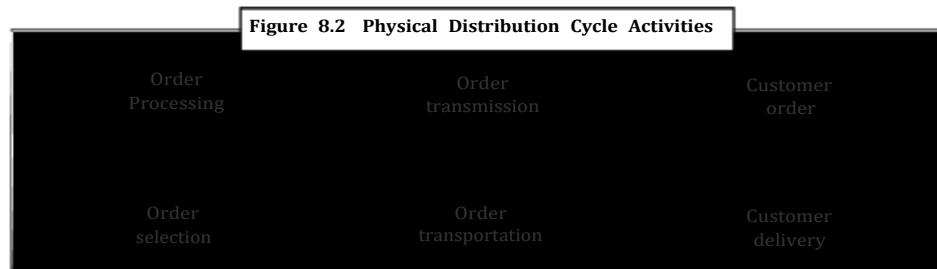 Figure 8.2 Physical Distribution Cycle Activities
Order
Processing
Order
transmission
Customer
order
Order
selection
Order
transportation
Customer
delivery